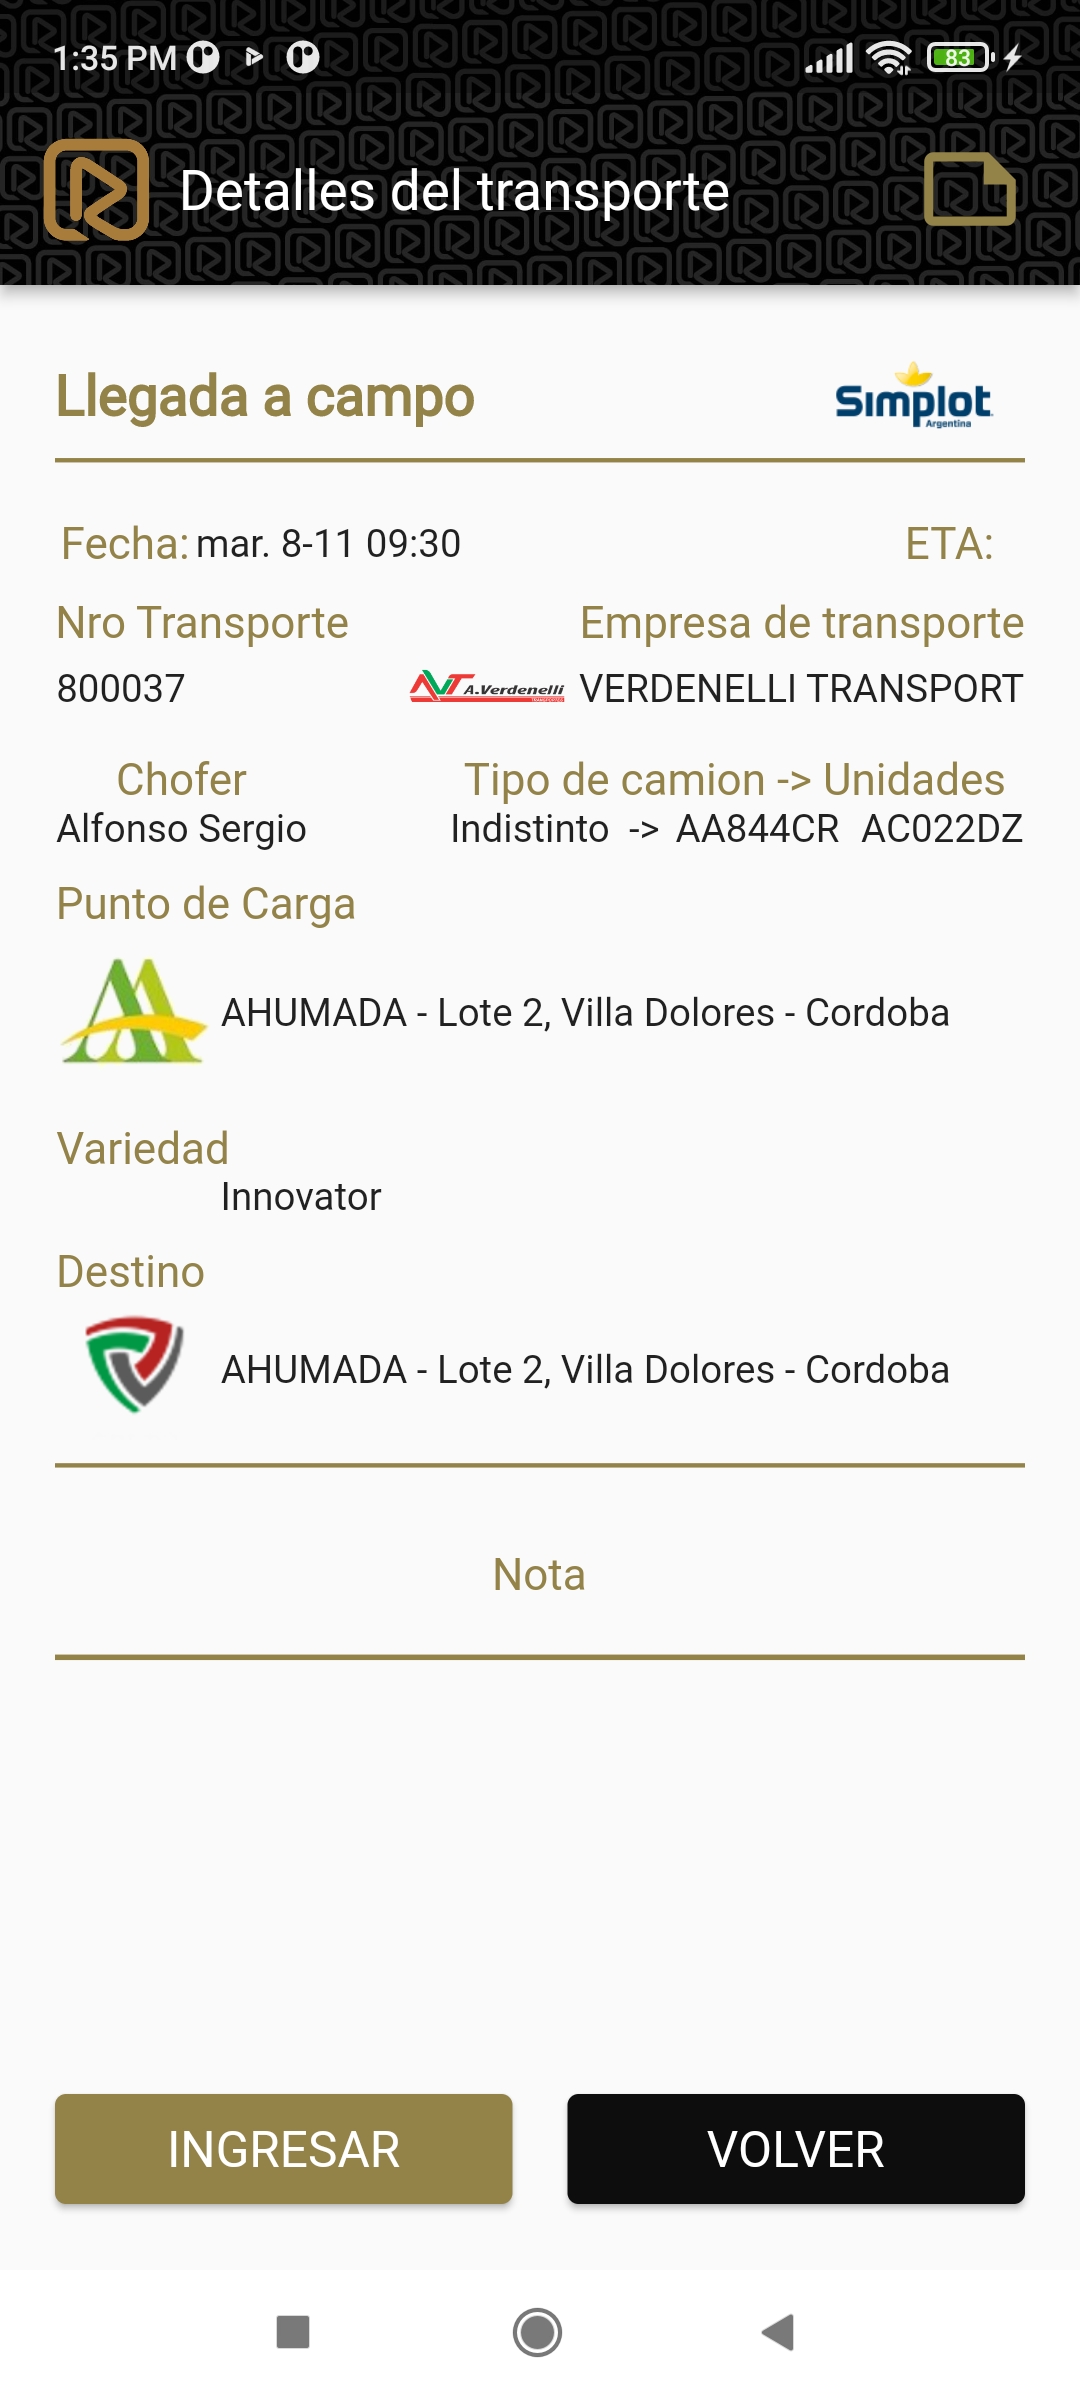 1:35 PM
83
Detalles del transporte
Llegada a campo
Simplot
Argentina
Fecha: mar. 8-11 09:30 ETA:
Nro Transporte Empresa de transporte
800037 A.Verdenelli VERDENELLI TRANSPORT
Chofer Tipo de camion -> Unidades
Alfonso Sergio Indistinto -> AA844CR AC022DZ
Punto de Carga
AHUMADA - Lote 2, Villa Dolores - Cordoba
Variedad
Innovator
Destino
AHUMADA - Lote 2, Villa Dolores - Cordoba
Nota
INGRESAR VOLVER